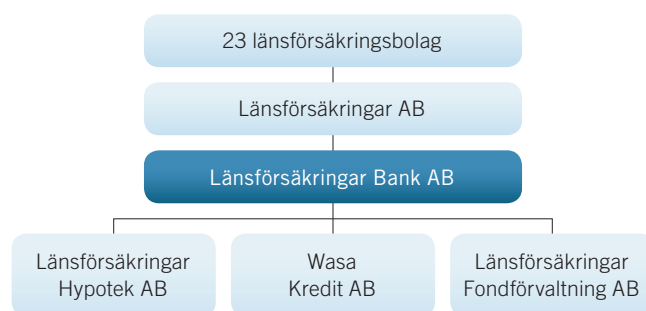 23 länsförsäkringsbolag
Länsförsäkringar AB
Länsförsäkringar Bank AB
Länsförsäkringar
Hypotek AB
Wasa
Kredit AB
Länsförsäkringar
Fondförvaltning AB